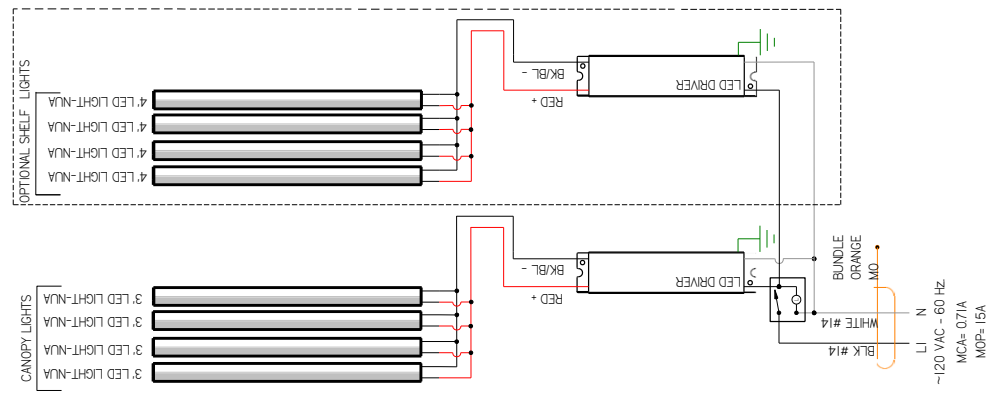 OPTIONAL SHELF LIGHTS
4' LED LIGHT-NUA
4' LED LIGHT-NUA
4' LED LIGHT-NUA
4' LED LIGHT-NUA
BK/BL -
RED +
LED DRIVER
CANOPY LIGHTS
3' LED LIGHT-NUA
3' LED LIGHT-NUA
3' LED LIGHT-NUA
3' LED LIGHT-NUA
BK/BL -
RED +
LED DRIVER
BUNDLE
ORANGE
MO
WHITE #14
BLK #14
N
L1
~120 VAC - 60 Hz.
MCA= 0.71A
MOP= 15A